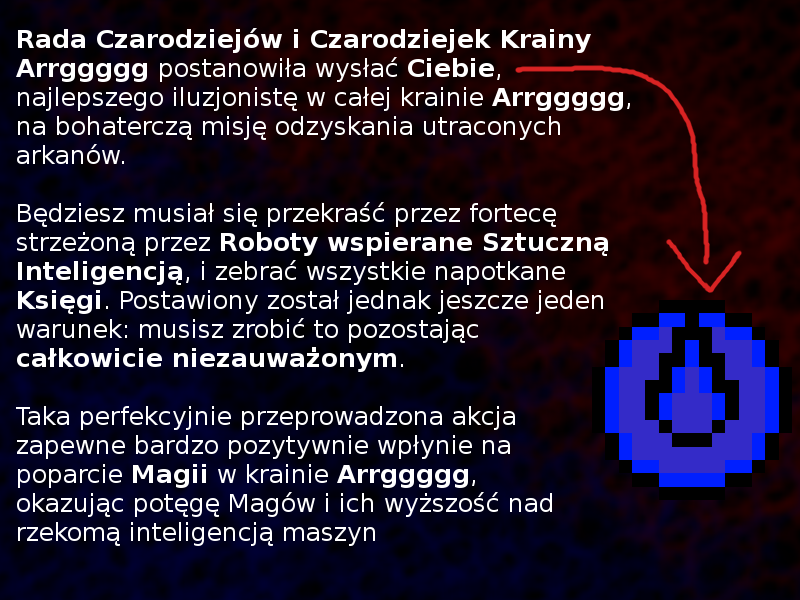 Rada Czarodziejów i Czarodziejek Krainy
Arrggggg postanowiła wysłać Ciebie,
najlepszego iluzjonistę w całej krainie Arrggggg,
na bohaterczą misję odzyskania utraconych
arkanów.
Będziesz musiał się przekraść przez fortecę
strzeżoną przez Roboty wspierane Sztuczną
Inteligencją, i zebrać wszystkie napotkane
Księgi. Postawiony został jednak jeszcze jeden
warunek: musisz zrobić to pozostając
całkowicie niezauważonym.
Taka perfekcyjnie przeprowadzona akcja
zapewne bardzo pozytywnie wpłynie na
poparcie Magii w krainie Arrggggg,
okazując potęgę Magów i ich wyższość nad
rzekomą inteligencją maszyn